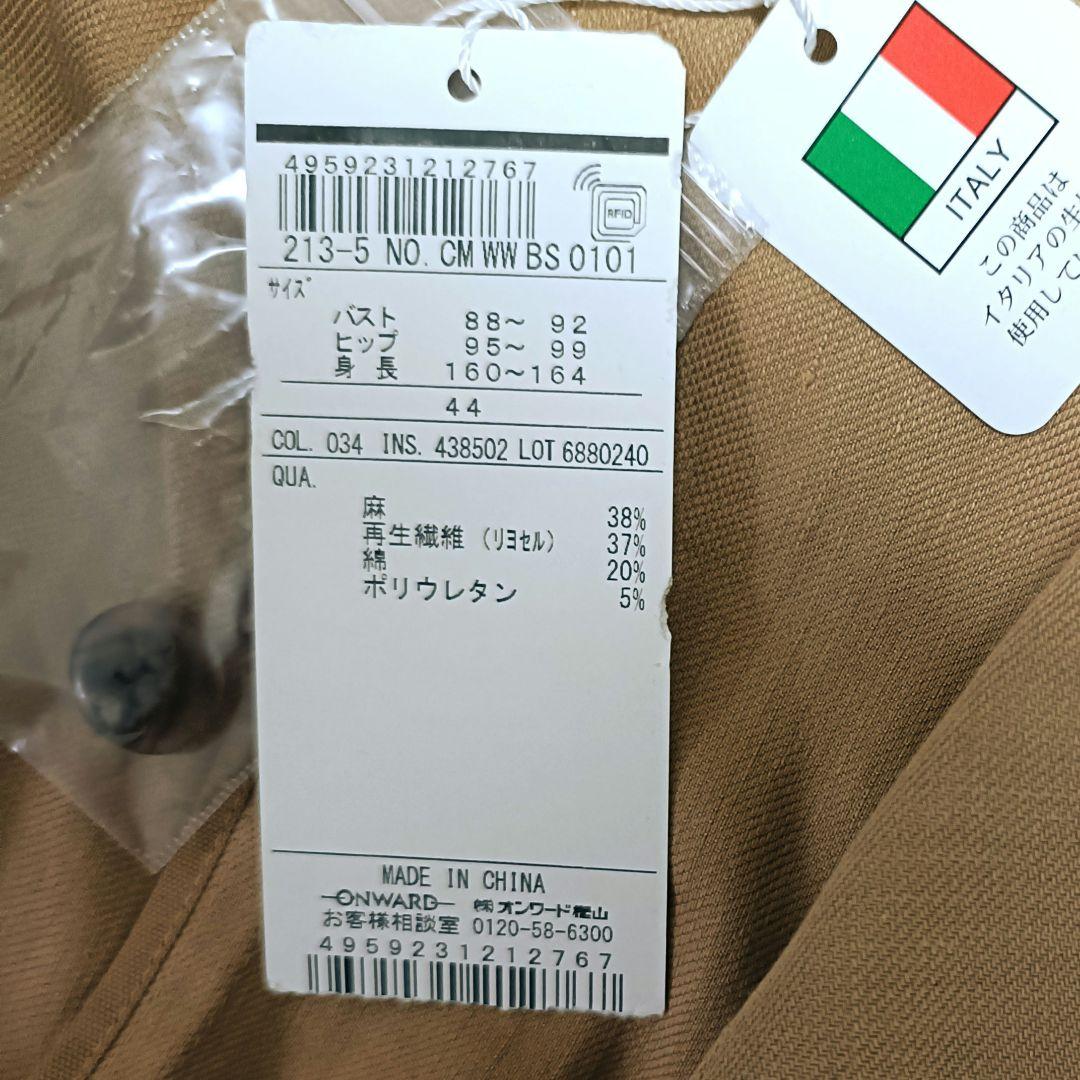 4959231212767
RFID
213-5 NO. CM WW BS 0101
サイズ
バスト 88～ 92
ヒップ 95～ 99
身 長 160～164
44
COL. 034 INS. 438502 LOT 6880240
QUA.
麻 38%
再生繊維 (リヨセル) 37%
綿 20%
ポリウレタン 5%
MADE IN CHINA
ONWARD ㈱オンワード樫山
お客様相談室 0120-58-6300
4959231212767
ITALY
この商品は
イタリアの生
使用してい